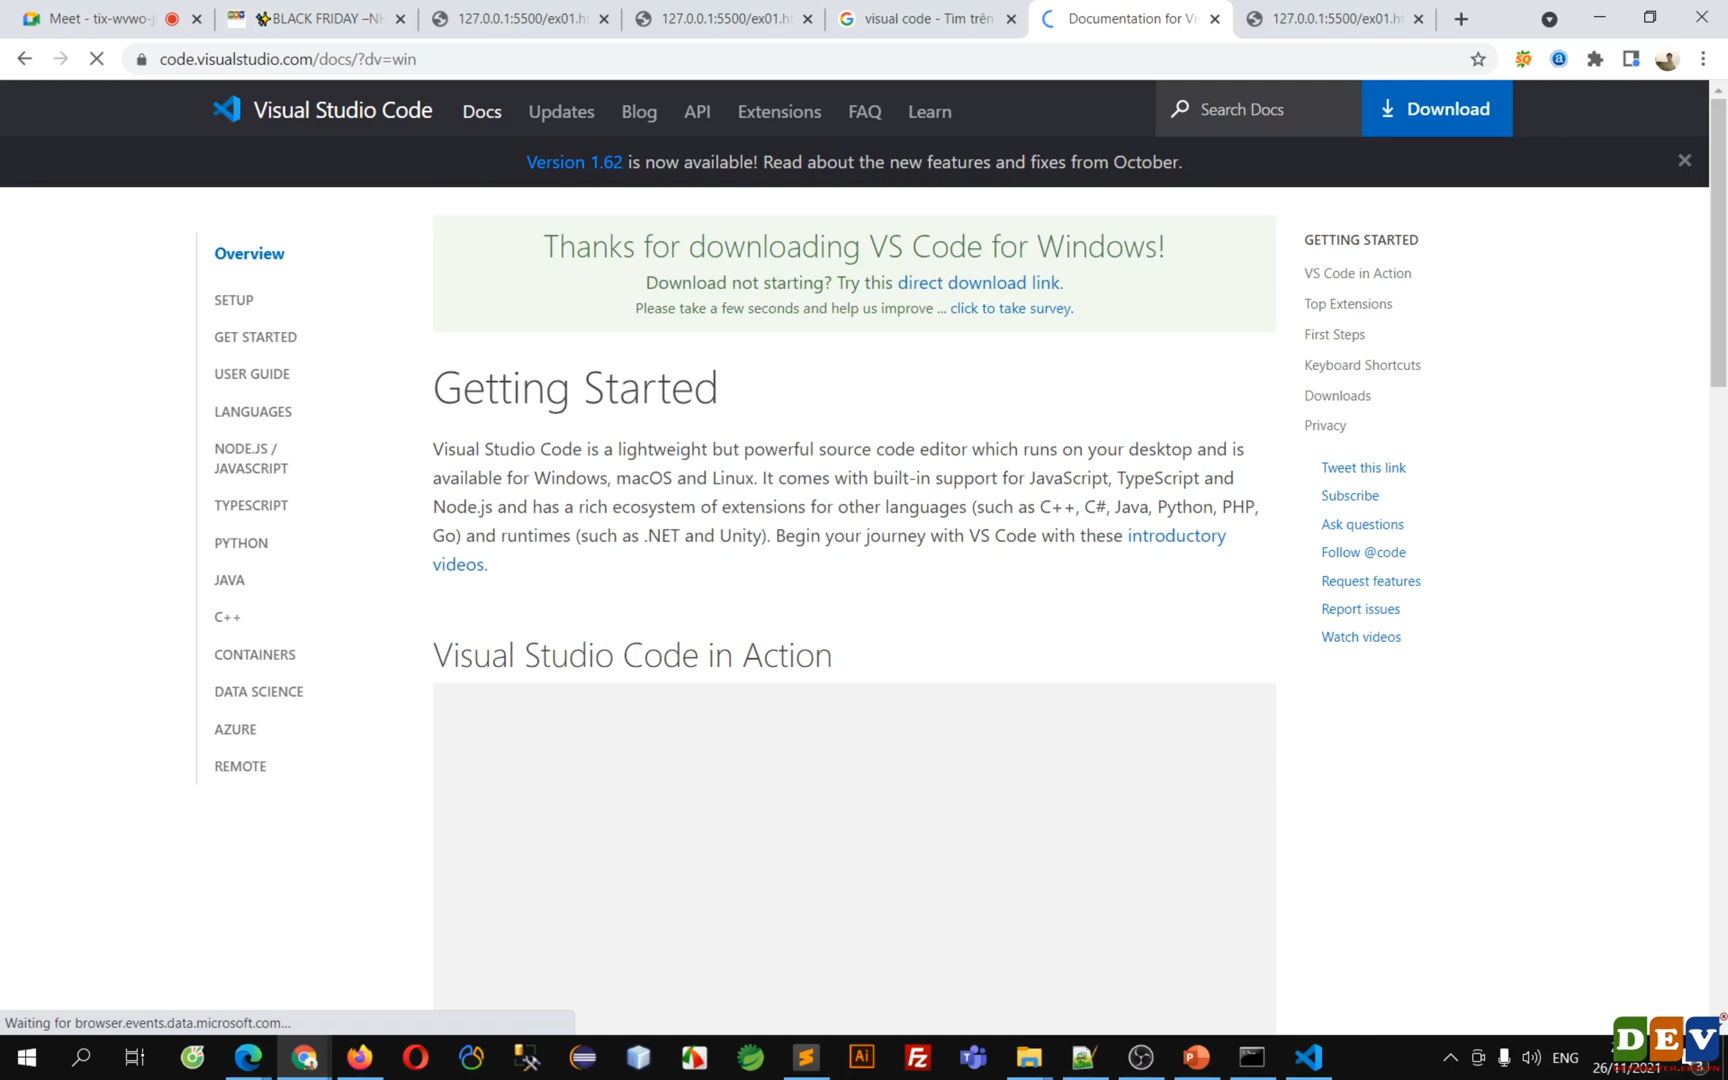 Meet - tix-wvwo-j
BLACK FRIDAY –NH
127.0.0.1:5500/ex01.ht
127.0.0.1:5500/ex01.ht
visual code - Tìm trên
Documentation for Vis
127.0.0.1:5500/ex01.ht
code.visualstudio.com/docs/?dv=win
Visual Studio Code
Docs
Updates
Blog
API
Extensions
FAQ
Learn
Search Docs
Download
Version 1.62 is now available! Read about the new features and fixes from October.
Overview
SETUP
GET STARTED
USER GUIDE
LANGUAGES
NODE.JS /
JAVASCRIPT
TYPESCRIPT
PYTHON
JAVA
C++
CONTAINERS
DATA SCIENCE
AZURE
REMOTE
Thanks for downloading VS Code for Windows!
Download not starting? Try this direct download link.
Please take a few seconds and help us improve ... click to take survey.
Getting Started
Visual Studio Code is a lightweight but powerful source code editor which runs on your desktop and is
available for Windows, macOS and Linux. It comes with built-in support for JavaScript, TypeScript and
Node.js and has a rich ecosystem of extensions for other languages (such as C++, C#, Java, Python, PHP,
Go) and runtimes (such as .NET and Unity). Begin your journey with VS Code with these introductory
videos.
Visual Studio Code in Action
GETTING STARTED
VS Code in Action
Top Extensions
First Steps
Keyboard Shortcuts
Downloads
Privacy
Tweet this link
Subscribe
Ask questions
Follow @code
Request features
Report issues
Watch videos
Waiting for browser.events.data.microsoft.com...
ENG
26/11/2021
DEV